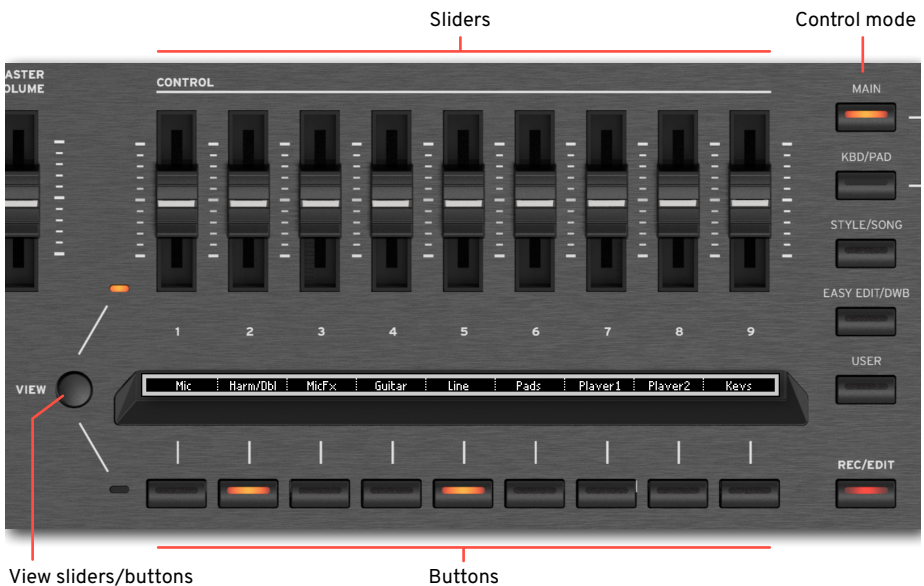 Sliders
Control mode
ASTER
OLUME
CONTROL
MAIN
KBD/PAD
STYLE/SONG
EASY EDIT/DWB
1 2 3 4 5 6 7 8 9
USER
VIEW
Mic Harm/Dbl MicFx Guitar Line Pads Player1 Player2 Keys
REC/EDIT
View sliders/buttons
Buttons